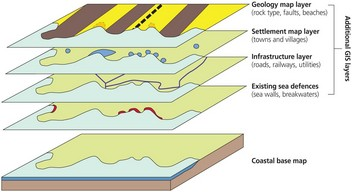 Geology map layer
(rock type, faults, beaches)
Settlement map layer
(towns and villages)
Infrastructure layer
(roads, railways, utilities)
Existing sea defences
(sea walls, breakwaters)
Coastal base map
Additional GIS layers